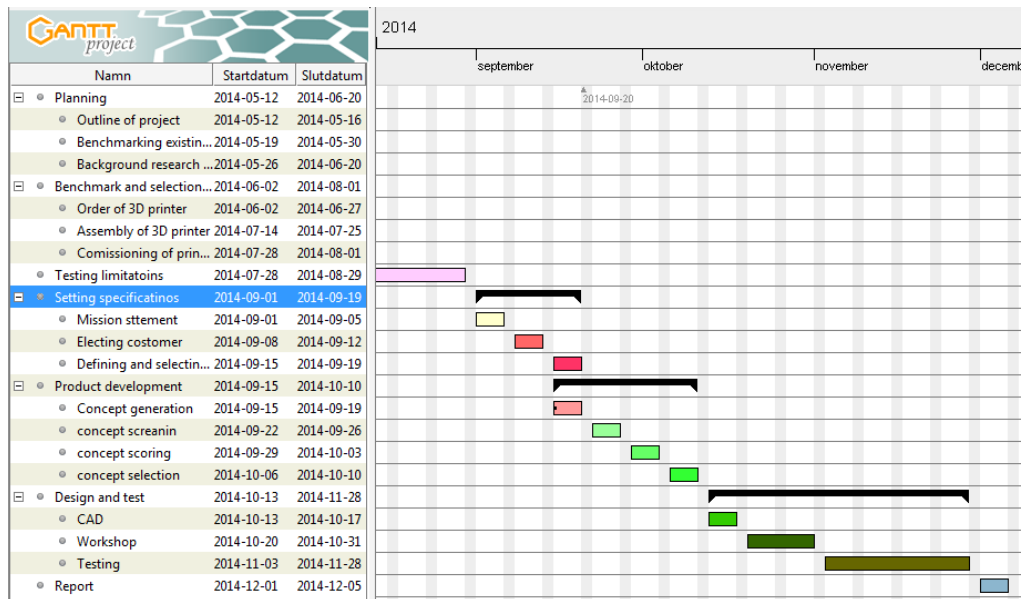 GANTT project
2014
september oktober november decemb
Namn Startdatum Slutdatum
2014-09-20
Planning 2014-05-12 2014-06-20
Outline of project 2014-05-12 2014-05-16
Benchmarking existin... 2014-05-19 2014-05-30
Background research ... 2014-05-26 2014-06-20
Benchmark and selection... 2014-06-02 2014-08-01
Order of 3D printer 2014-06-02 2014-06-27
Assembly of 3D printer 2014-07-14 2014-07-25
Comissioning of prin... 2014-07-28 2014-08-01
Testing limitatoins 2014-07-28 2014-08-29
Setting specificatinos 2014-09-01 2014-09-19
Mission sttement 2014-09-01 2014-09-05
Electing costomer 2014-09-08 2014-09-12
Defining and selectin... 2014-09-15 2014-09-19
Product development 2014-09-15 2014-10-10
Concept generation 2014-09-15 2014-09-19
concept screanin 2014-09-22 2014-09-26
concept scoring 2014-09-29 2014-10-03
concept selection 2014-10-06 2014-10-10
Design and test 2014-10-13 2014-11-28
CAD 2014-10-13 2014-10-17
Workshop 2014-10-20 2014-10-31
Testing 2014-11-03 2014-11-28
Report 2014-12-01 2014-12-05